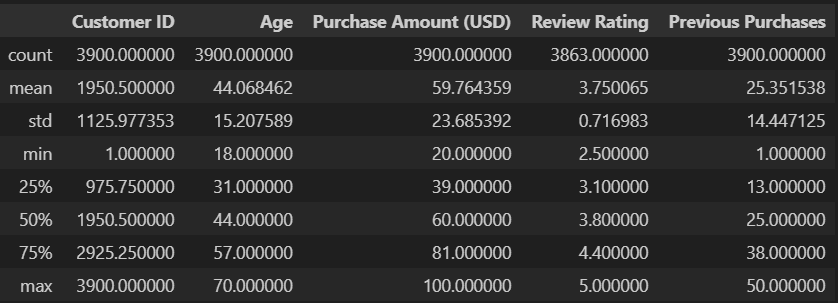 Customer ID Age Purchase Amount (USD) Review Rating Previous Purchases
count 3900.000000 3900.000000 3900.000000 3863.000000 3900.000000
mean 1950.500000 44.068462 59.764359 3.750065 25.351538
std 1125.977353 15.207589 23.685392 0.716983 14.447125
min 1.000000 18.000000 20.000000 2.500000 1.000000
25% 975.750000 31.000000 39.000000 3.100000 13.000000
50% 1950.500000 44.000000 60.000000 3.800000 25.000000
75% 2925.250000 57.000000 81.000000 4.400000 38.000000
max 3900.000000 70.000000 100.000000 5.000000 50.000000